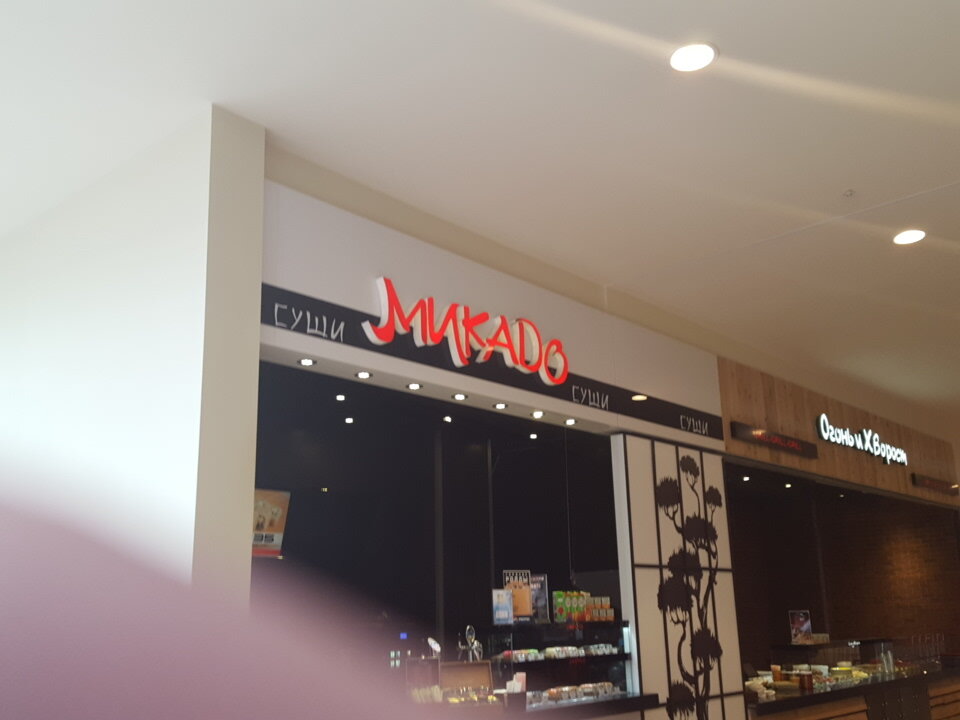 суши
Микадо
суши
суши
Огонь и Хворост